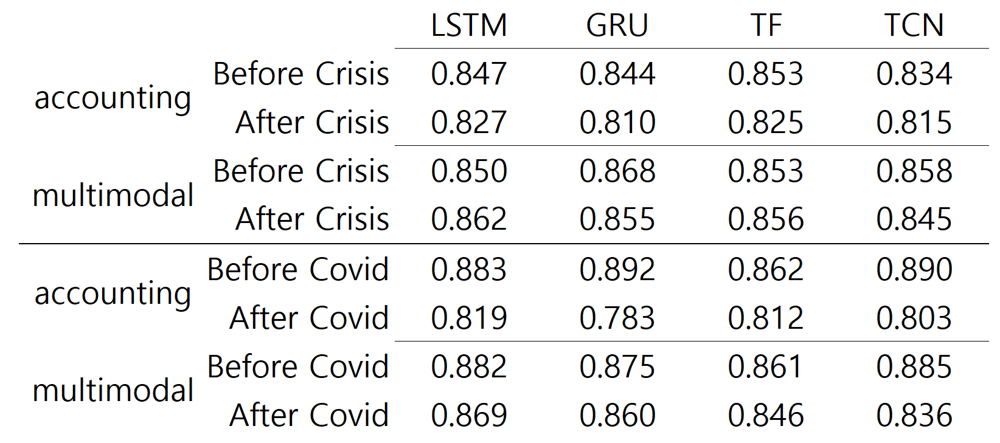 LSTM GRU TF TCN
accounting Before Crisis 0.847 0.844 0.853 0.834
After Crisis 0.827 0.810 0.825 0.815
multimodal Before Crisis 0.850 0.868 0.853 0.858
After Crisis 0.862 0.855 0.856 0.845
accounting Before Covid 0.883 0.892 0.862 0.890
After Covid 0.819 0.783 0.812 0.803
multimodal Before Covid 0.882 0.875 0.861 0.885
After Covid 0.869 0.860 0.846 0.836